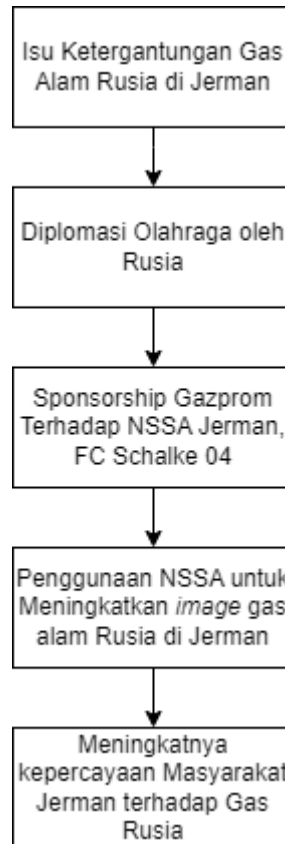 Isu Ketergantungan Gas
Alam Rusia di Jerman
Diplomasi Olahraga oleh
Rusia
Sponsorship Gazprom
Terhadap NSSA Jerman,
FC Schalke 04
Penggunaan NSSA untuk
Meningkatkan image gas
alam Rusia di Jerman
Meningkatnya
kepercayaan Masyarakat
Jerman terhadap Gas
Rusia